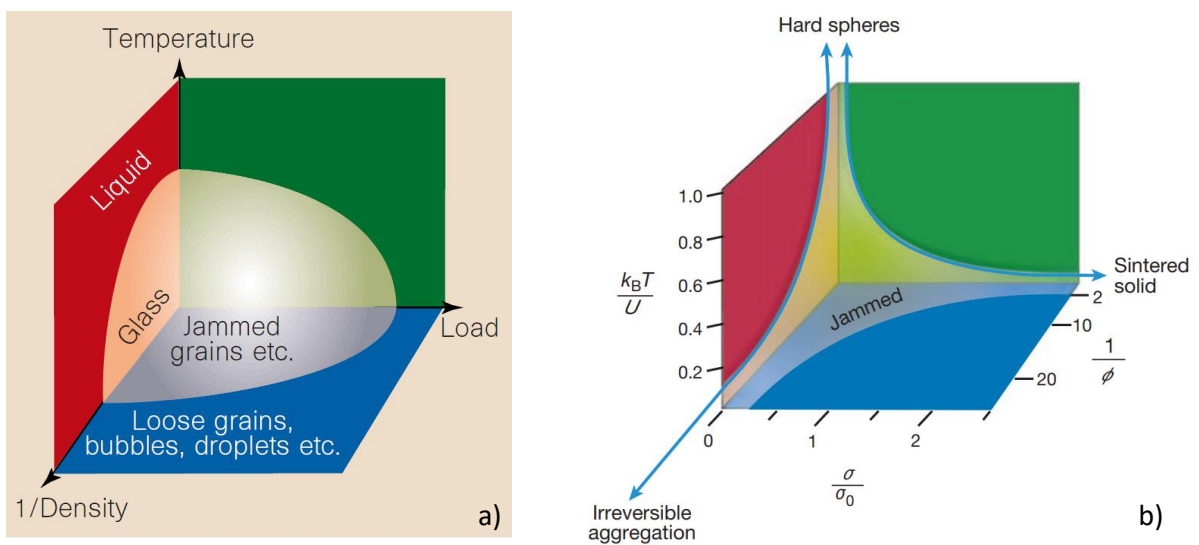 Temperature
Liquid
Glass
Jammed
grains etc.
Load
Loose grains,
bubbles, droplets etc.
1/Density
a)
Hard spheres
1.0
0.8
0.6
0.4
0.2
k_B T
U
Jammed
Sintered
solid
2
10
20
1
ϕ
0
1
2
σ
σ₀
Irreversible
aggregation
b)